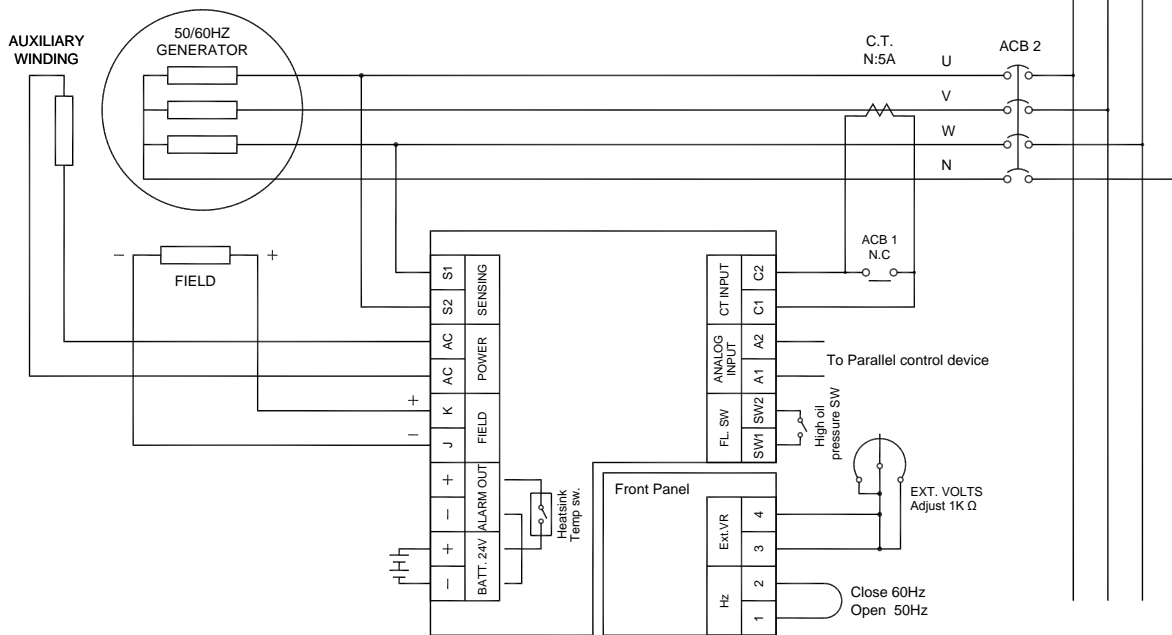 AUXILIARY
WINDING
50/60HZ
GENERATOR
C.T.
N:5A
ACB 2
U
V
W
N
–
+
FIELD
ACB 1
N.C
S1
S2
SENSING
AC
AC
POWER
+
K
–
J
FIELD
+
–
ALARM OUT
+
–
BATT. 24V
Heatsink
Temp sw.
CT INPUT
C2
C1
ANALOG
INPUT
A2
A1
To Parallel control device
FL. SW
SW2
SW1
High oil
pressure SW
Front Panel
Ext.VR
4
3
EXT. VOLTS
Adjust 1K Ω
Hz
2
1
Close 60Hz
Open 50Hz